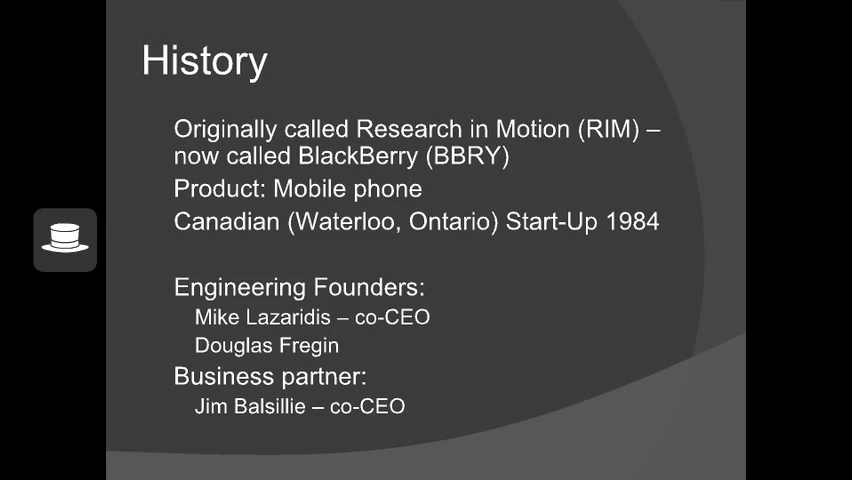 History
Originally called Research in Motion (RIM) –
now called BlackBerry (BBRY)
Product: Mobile phone
Canadian (Waterloo, Ontario) Start-Up 1984
Engineering Founders:
Mike Lazaridis – co-CEO
Douglas Fregin
Business partner:
Jim Balsillie – co-CEO